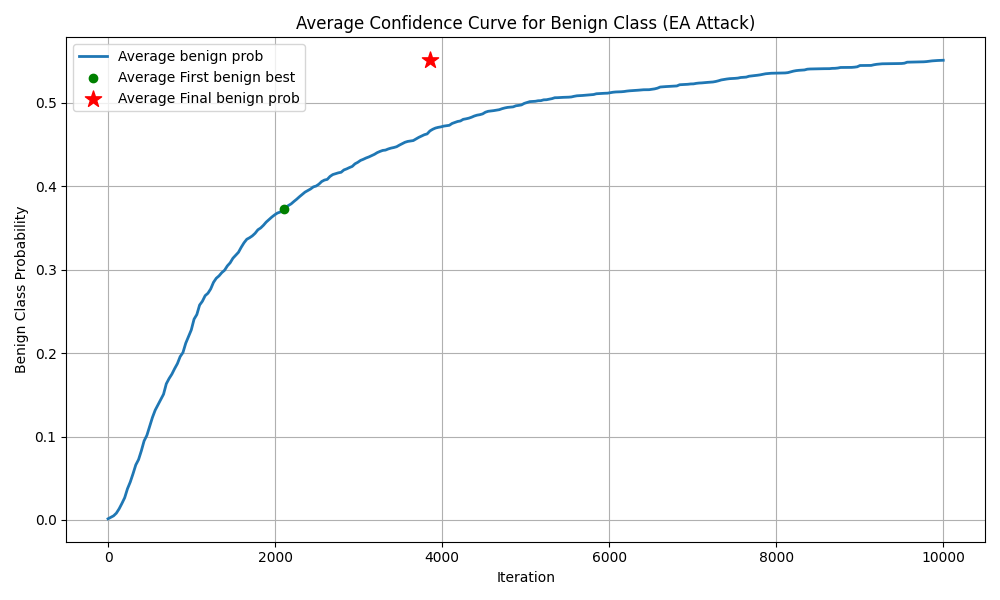 Average Confidence Curve for Benign Class (EA Attack)
Average benign prob
Average First benign best
Average Final benign prob
Benign Class Probability
0.5
0.4
0.3
0.2
0.1
0.0
0 2000 4000 6000 8000 10000
Iteration